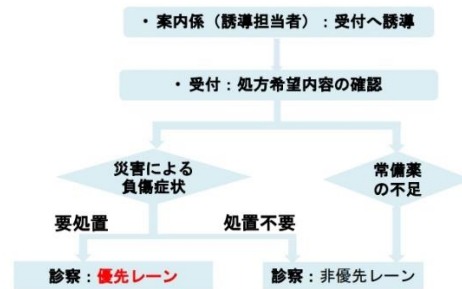 ・案内係（誘導担当者）：受付へ誘導
・受付：処方希望内容の確認
災害による
負傷症状
常備薬
の不足
要処置
処置不要
診察：優先レーン
診察：非優先レーン